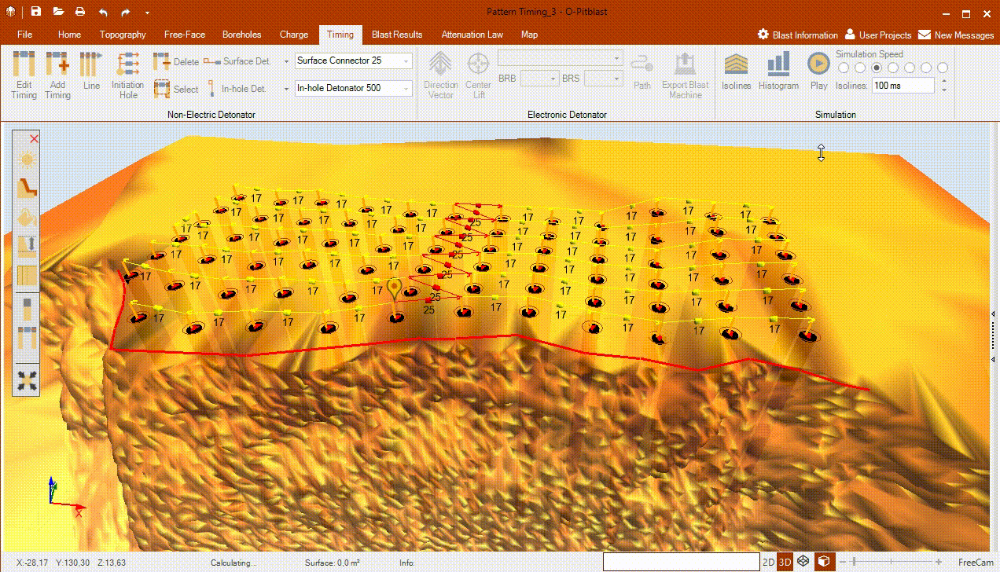 Pattern Timing_3 - O-Pitblast
File Home Topography Free-Face Boreholes Charge Timing Blast Results Attenuation Law Map Blast Information User Projects New Messages
Edit Timing
Add Timing
Line
Initiation Hole
Delete
Select
Surface Det.
In-hole Det.
Surface Connector 25
In-hole Detonator 500
Non-Electric Detonator
Direction Vector
Center Lift
BRB
BRS
Path
Export Blast Machine
Electronic Detonator
Isolines
Histogram
Play
Simulation Speed
Isolines: 100 ms
Simulation
17 17 17 17 17 17 17 17
17 17 17 17 17 25 17 17 17 17
17 17 17 17 17 25 17 17 17 17
17 17 17 17 17 25 17 17 17 17
17 17 17 17 17 25 17 17 17 17
17 17 17 17 25 25 17 17 17 17 17
X
X:-28,17 Y:130,30 Z:13,63 Calculating... Surface: 0,0 m² Info: 2D 3D FreeCam